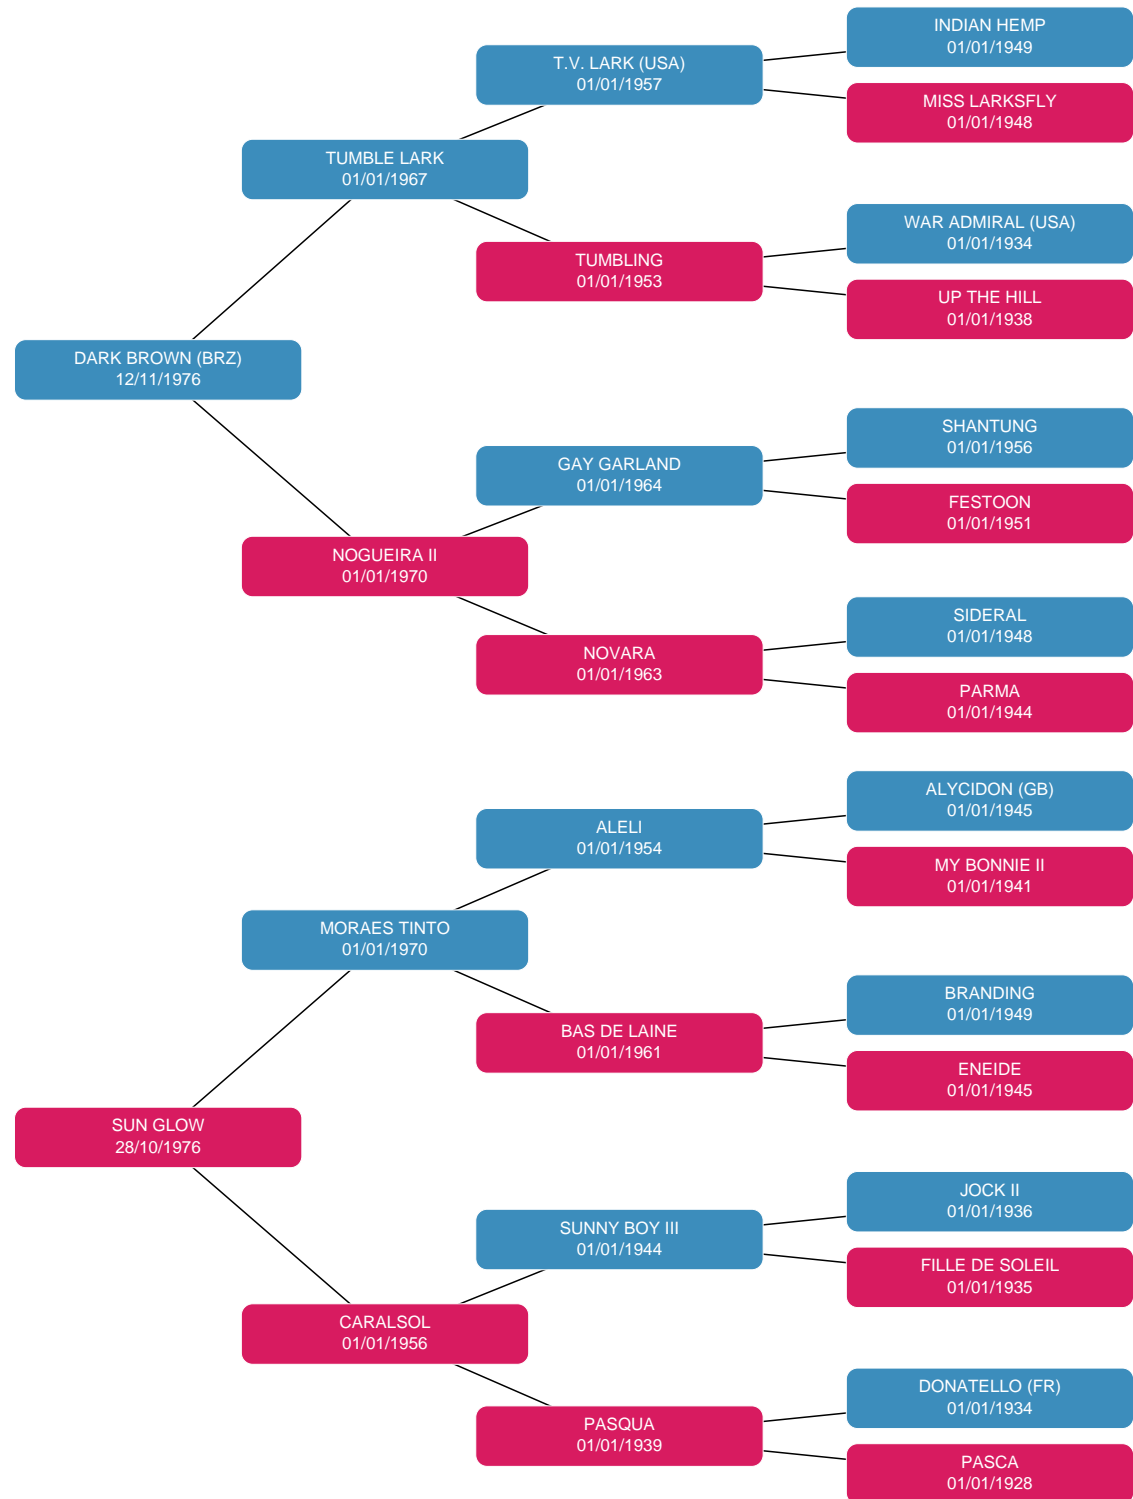 INDIAN HEMP
01/01/1949
T.V. LARK (USA)
01/01/1957
MISS LARKSFLY
01/01/1948
TUMBLE LARK
01/01/1967
WAR ADMIRAL (USA)
01/01/1934
TUMBLING
01/01/1953
UP THE HILL
01/01/1938
DARK BROWN (BRZ)
12/11/1976
SHANTUNG
01/01/1956
GAY GARLAND
01/01/1964
FESTOON
01/01/1951
NOGUEIRA II
01/01/1970
SIDERAL
01/01/1948
NOVARA
01/01/1963
PARMA
01/01/1944
ALYCIDON (GB)
01/01/1945
ALELI
01/01/1954
MY BONNIE II
01/01/1941
MORAES TINTO
01/01/1970
BRANDING
01/01/1949
BAS DE LAINE
01/01/1961
ENEIDE
01/01/1945
SUN GLOW
28/10/1976
JOCK II
01/01/1936
SUNNY BOY III
01/01/1944
FILLE DE SOLEIL
01/01/1935
CARALSOL
01/01/1956
DONATELLO (FR)
01/01/1934
PASQUA
01/01/1939
PASCA
01/01/1928